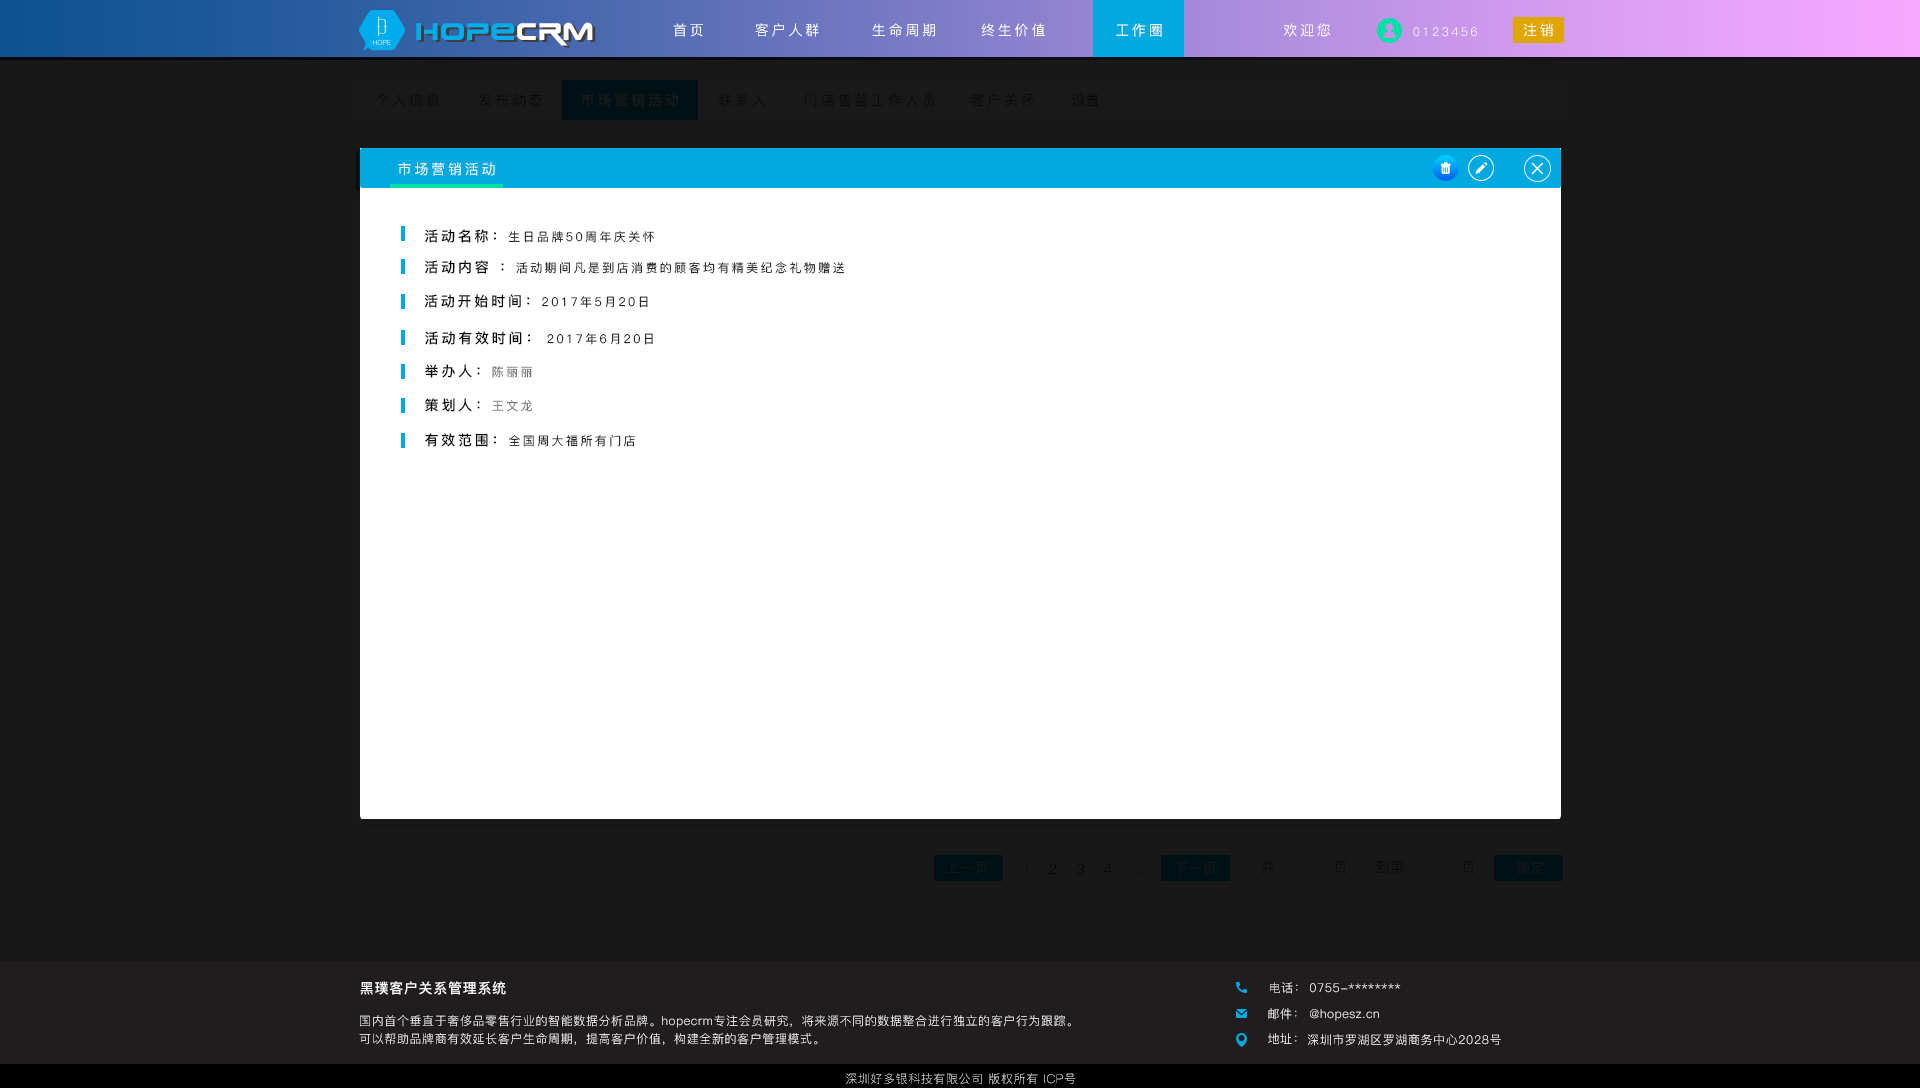 HOPE HOPECRM 首页 客户人群 生命周期 终生价值 工作圈 欢迎您 0123456 注销
个人信息 发布动态 市场营销活动 联系人 门店售营工作人员 客户关怀 设置
市场营销活动
活动名称：生日品牌50周年庆关怀
活动内容 ：活动期间凡是到店消费的顾客均有精美纪念礼物赠送
活动开始时间：2017年5月20日
活动有效时间： 2017年6月20日
举办人：陈丽丽
策划人：王文龙
有效范围：全国周大福所有门店
上一页 1 2 3 4 ... 下一页 共 页 到第 页 确定
黑璞客户关系管理系统
国内首个垂直于奢侈品零售行业的智能数据分析品牌。hopecrm专注会员研究，将来源不同的数据整合进行独立的客户行为跟踪。
可以帮助品牌商有效延长客户生命周期，提高客户价值，构建全新的客户管理模式。
电话： 0755-********
邮件： @hopesz.cn
地址： 深圳市罗湖区罗湖商务中心2028号
深圳好多银科技有限公司 版权所有 ICP号